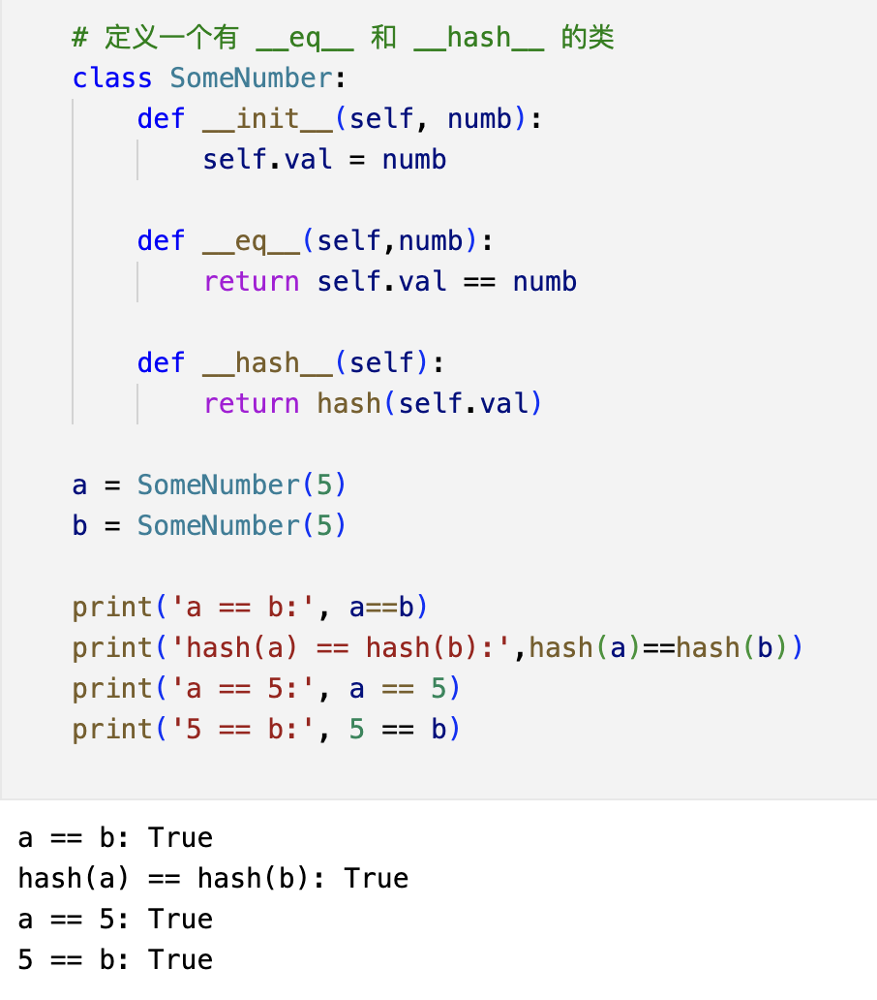 # 定义一个有 __eq__ 和 __hash__ 的类
class SomeNumber:
    def __init__(self, numb):
        self.val = numb

    def __eq__(self,numb):
        return self.val == numb

    def __hash__(self):
        return hash(self.val)

a = SomeNumber(5)
b = SomeNumber(5)

print('a == b:', a==b)
print('hash(a) == hash(b):',hash(a)==hash(b))
print('a == 5:', a == 5)
print('5 == b:', 5 == b)

a == b: True
hash(a) == hash(b): True
a == 5: True
5 == b: True